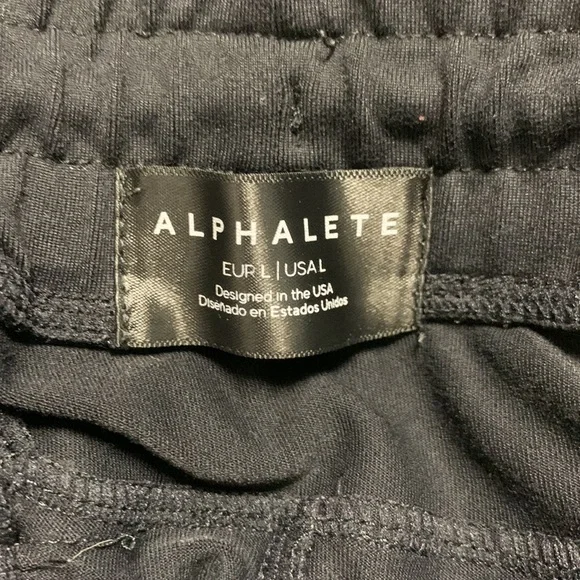 ALPHALETE
EUR L | USA L
Designed in the USA
Diseñado en Estados Unidos